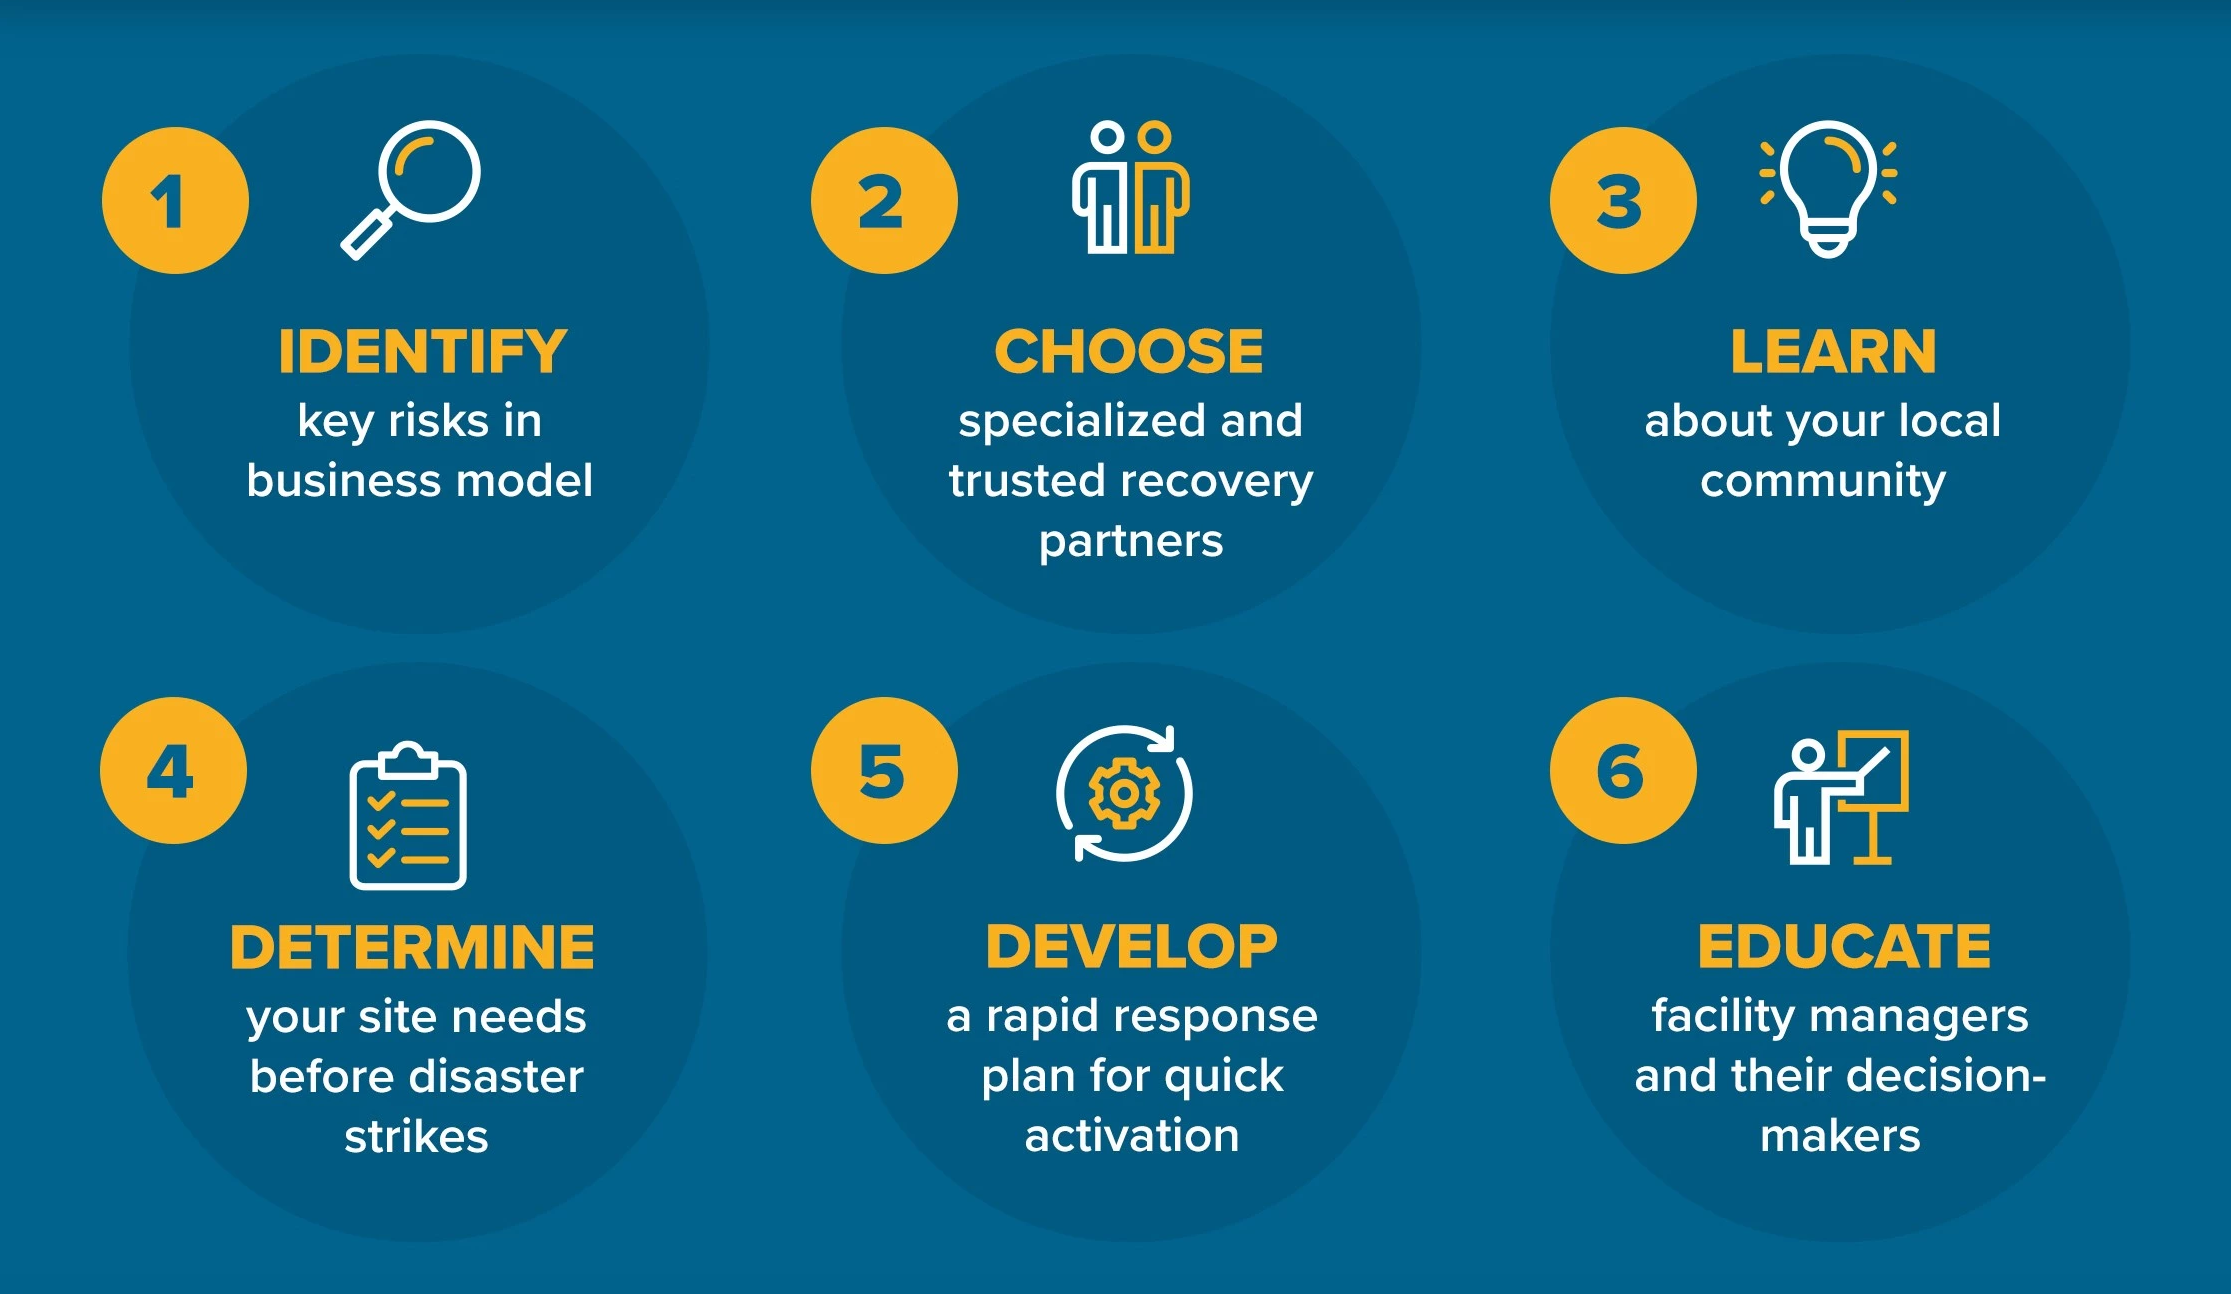 1
IDENTIFY
key risks in
business model
2
CHOOSE
specialized and
trusted recovery
partners
3
LEARN
about your local
community
4
DETERMINE
your site needs
before disaster
strikes
5
DEVELOP
a rapid response
plan for quick
activation
6
EDUCATE
facility managers
and their decision-
makers